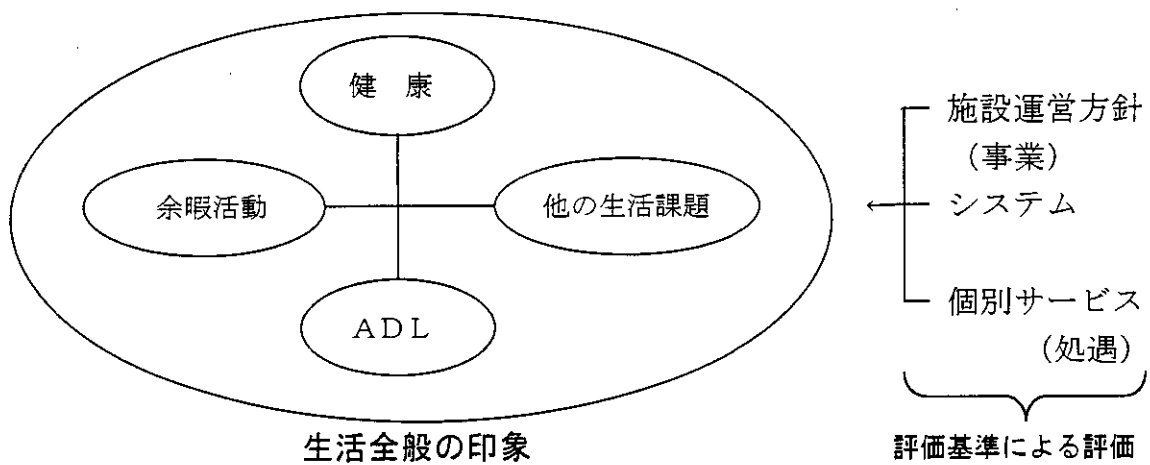 健　康
余暇活動
他の生活課題
ＡＤＬ
生活全般の印象
施設運営方針
（事業）
システム
個別サービス
（処遇）
評価基準による評価